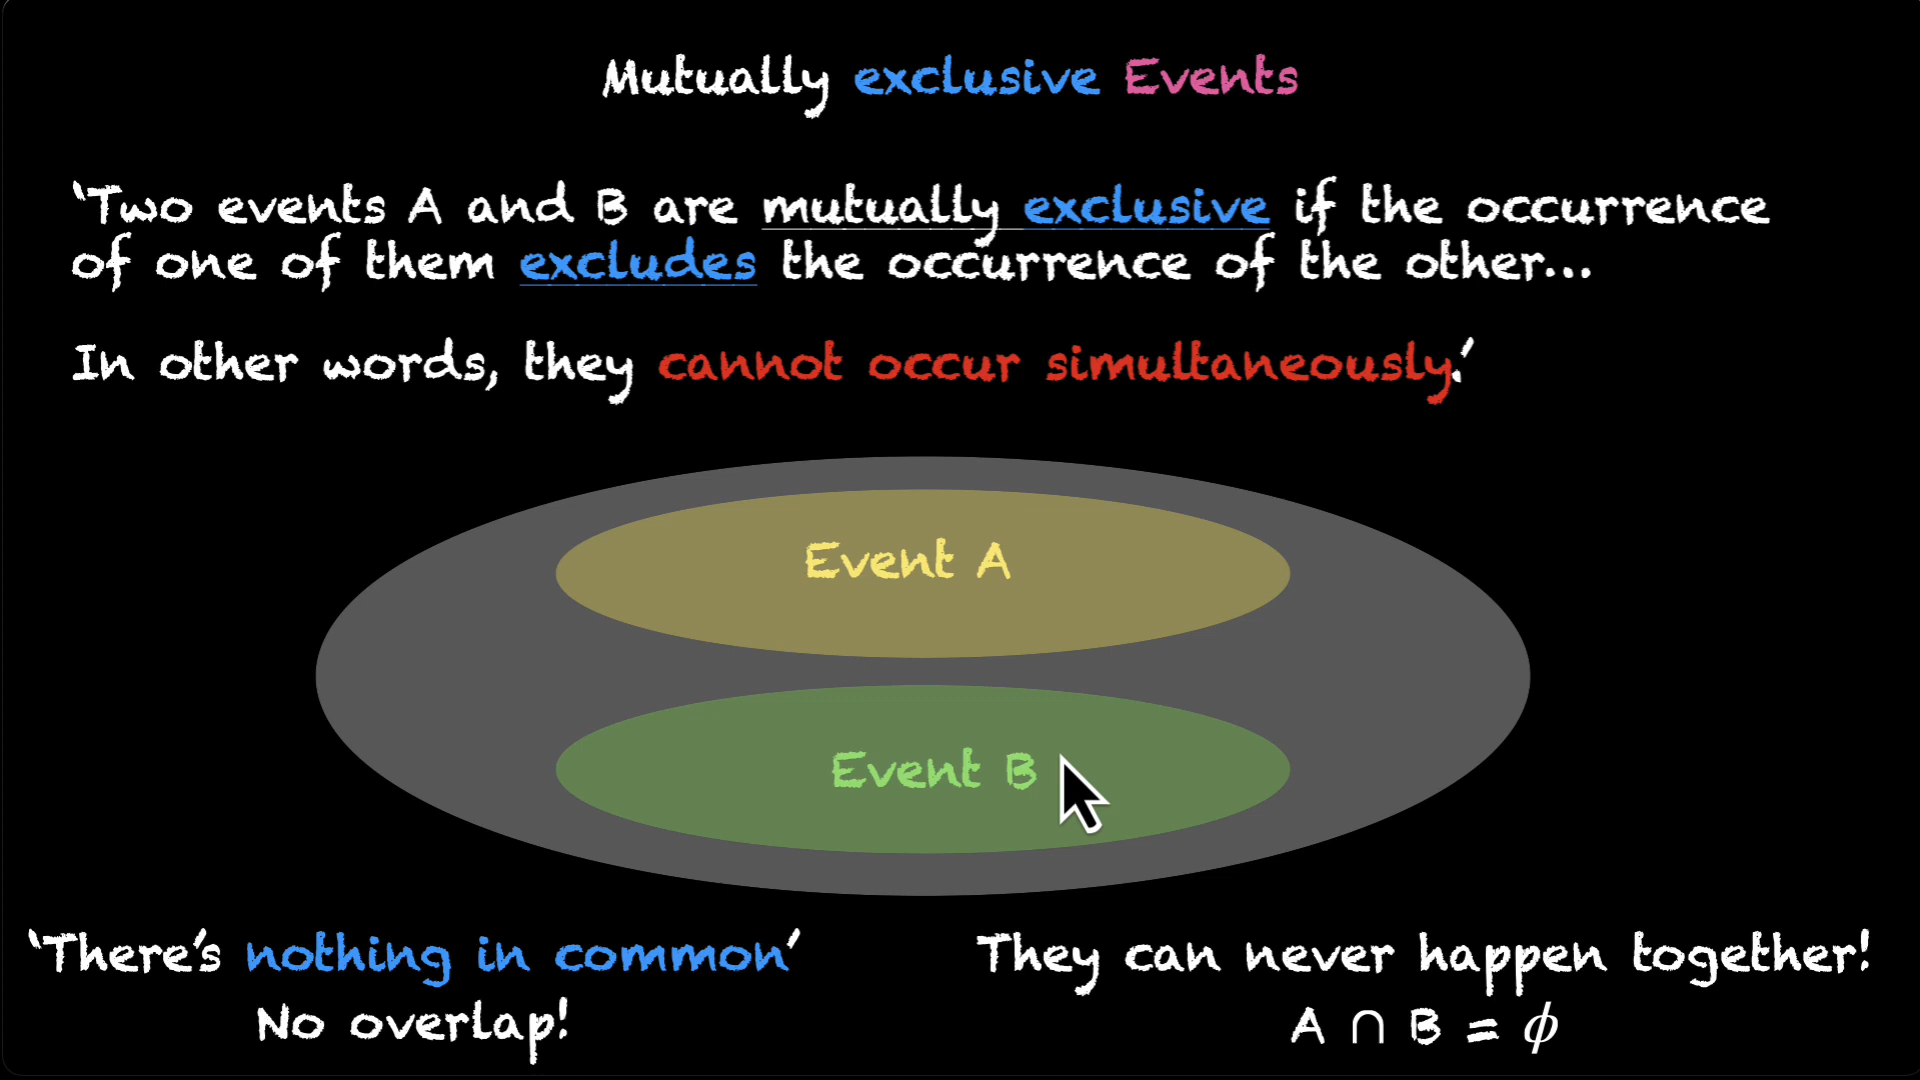 Mutually exclusive Events
‘Two events A and B are mutually exclusive if the occurrence
of one of them excludes the occurrence of the other...
In other words, they cannot occur simultaneously.’
Event A
Event B
‘There’s nothing in common’
No overlap!
They can never happen together!
A ∩ B = ϕ